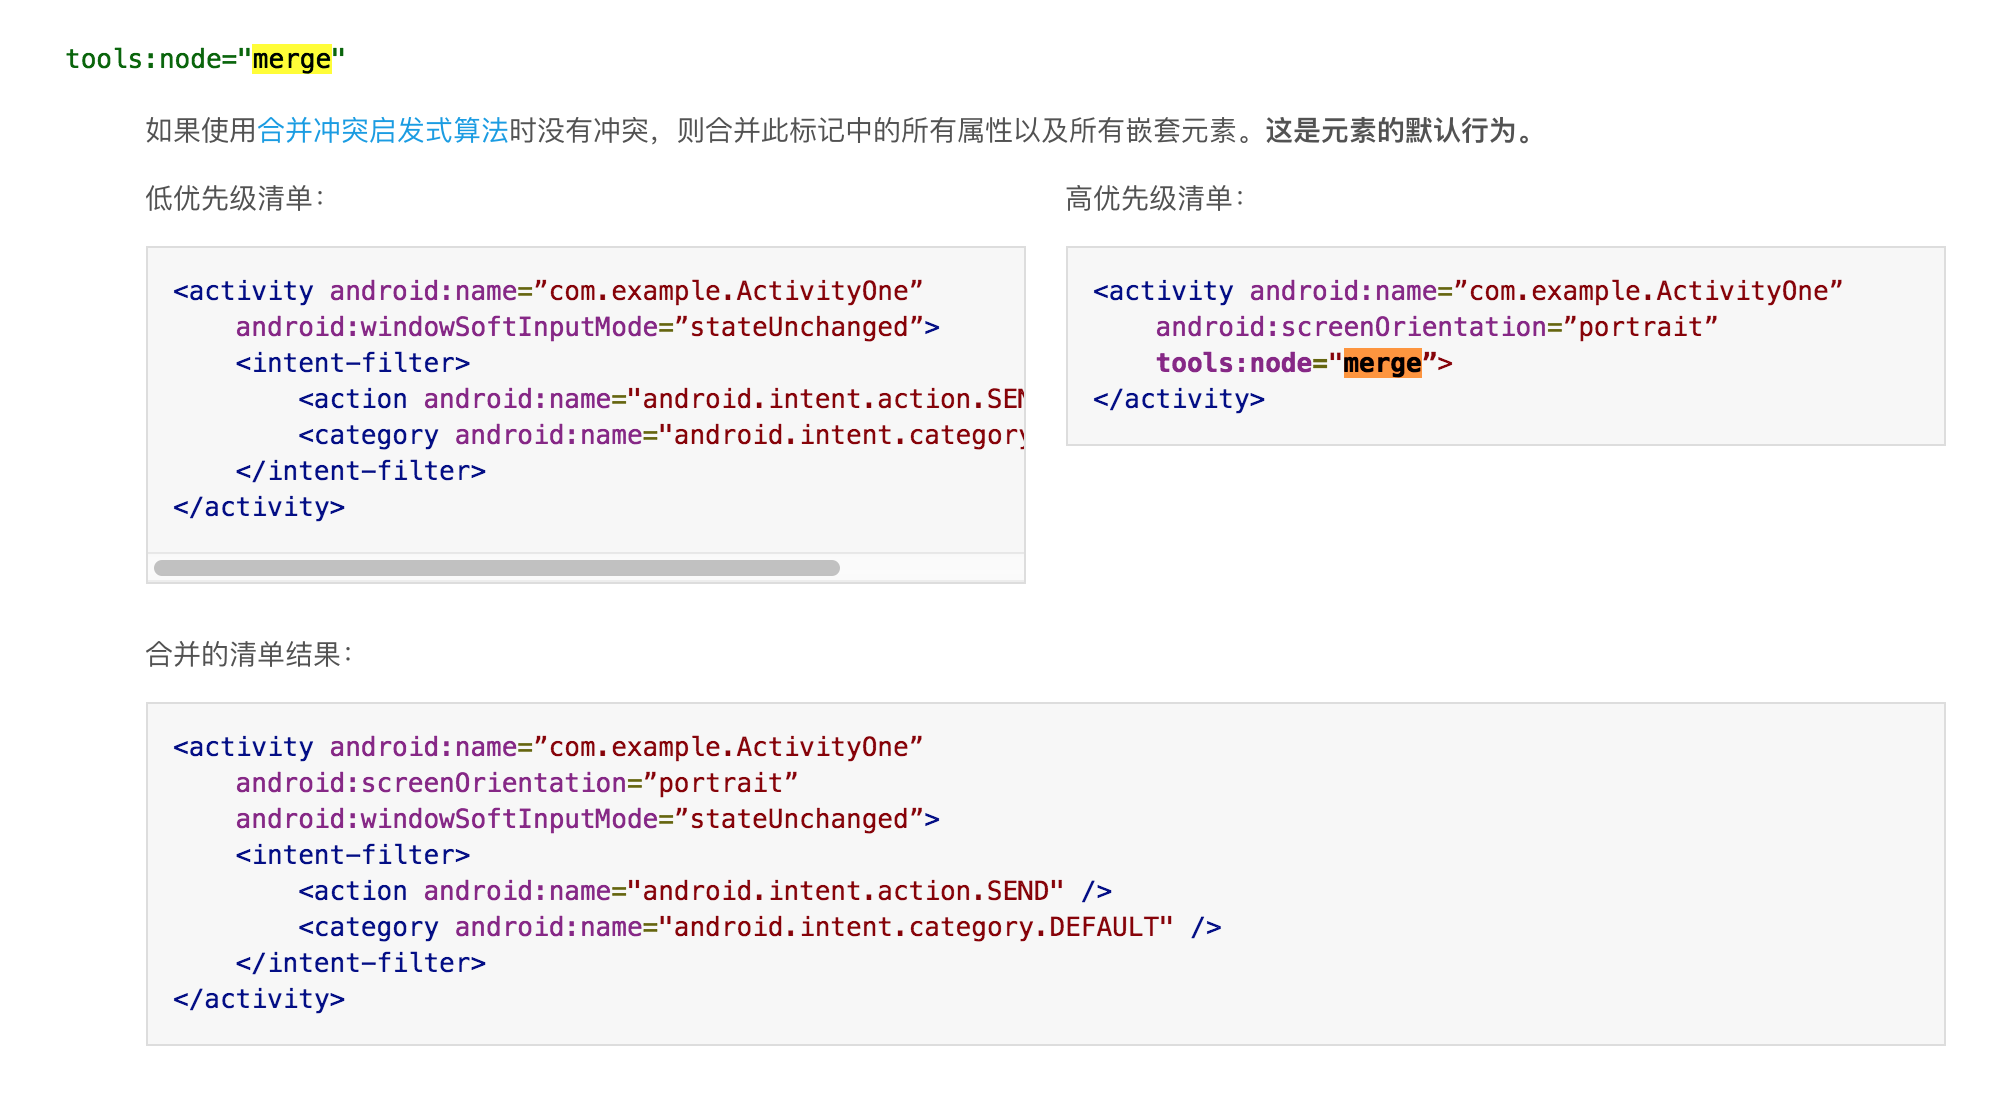 tools:node="merge"
如果使用合并冲突启发式算法时没有冲突，则合并此标记中的所有属性以及所有嵌套元素。这是元素的默认行为。
低优先级清单：
<activity android:name=”com.example.ActivityOne”
    android:windowSoftInputMode=”stateUnchanged”>
    <intent-filter>
        <action android:name="android.intent.action.SEN
        <category android:name="android.intent.category
    </intent-filter>
</activity>
高优先级清单：
<activity android:name=”com.example.ActivityOne”
    android:screenOrientation=”portrait”
    tools:node="merge”>
</activity>
合并的清单结果：
<activity android:name=”com.example.ActivityOne”
    android:screenOrientation=”portrait”
    android:windowSoftInputMode=”stateUnchanged”>
    <intent-filter>
        <action android:name="android.intent.action.SEND" />
        <category android:name="android.intent.category.DEFAULT" />
    </intent-filter>
</activity>